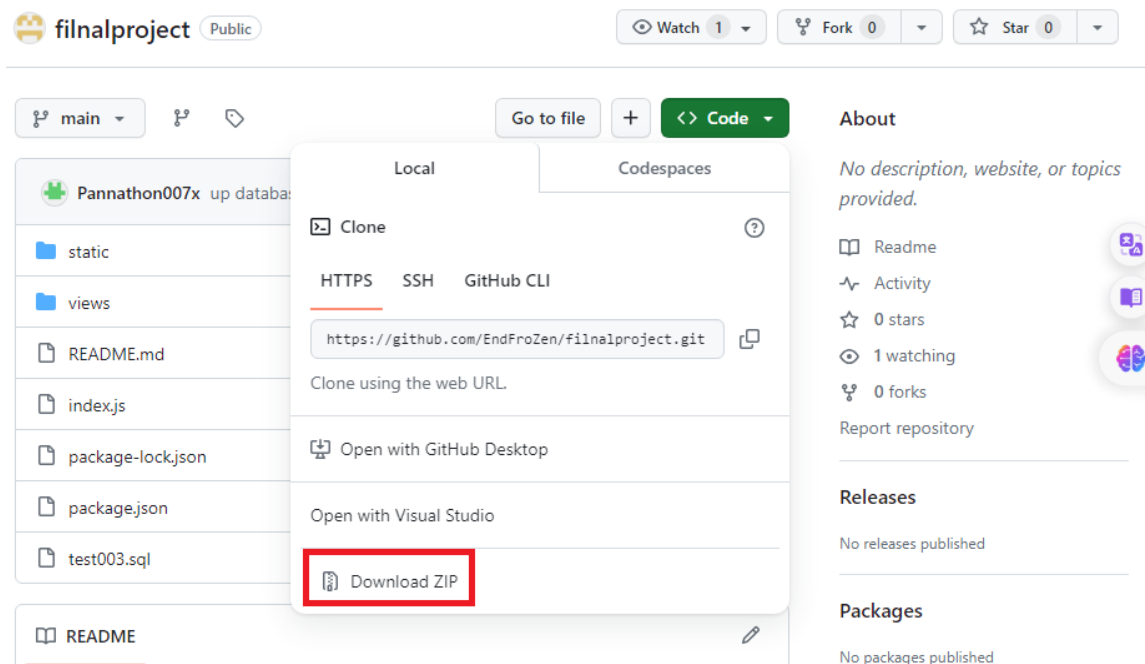 filnalproject Public
Watch 1
Fork 0
Star 0
main
Go to file
+
<> Code
Local
Codespaces
Pannathon007x up databa
static
views
README.md
index.js
package-lock.json
package.json
test003.sql
README
Clone
?
HTTPS SSH GitHub CLI
https://github.com/EndFroZen/filnalproject.git
Clone using the web URL.
Open with GitHub Desktop
Open with Visual Studio
Download ZIP
About
No description, website, or topics
provided.
Readme
Activity
0 stars
1 watching
0 forks
Report repository
Releases
No releases published
Packages
No packages published